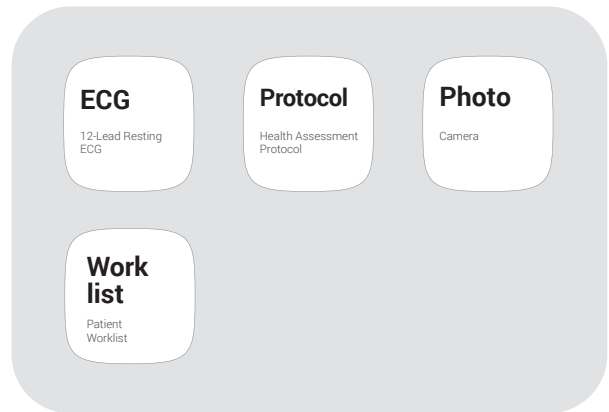 ECG
12-Lead Resting
ECG
Protocol
Health Assessment
Protocol
Photo
Camera
Work
list
Patient
Worklist